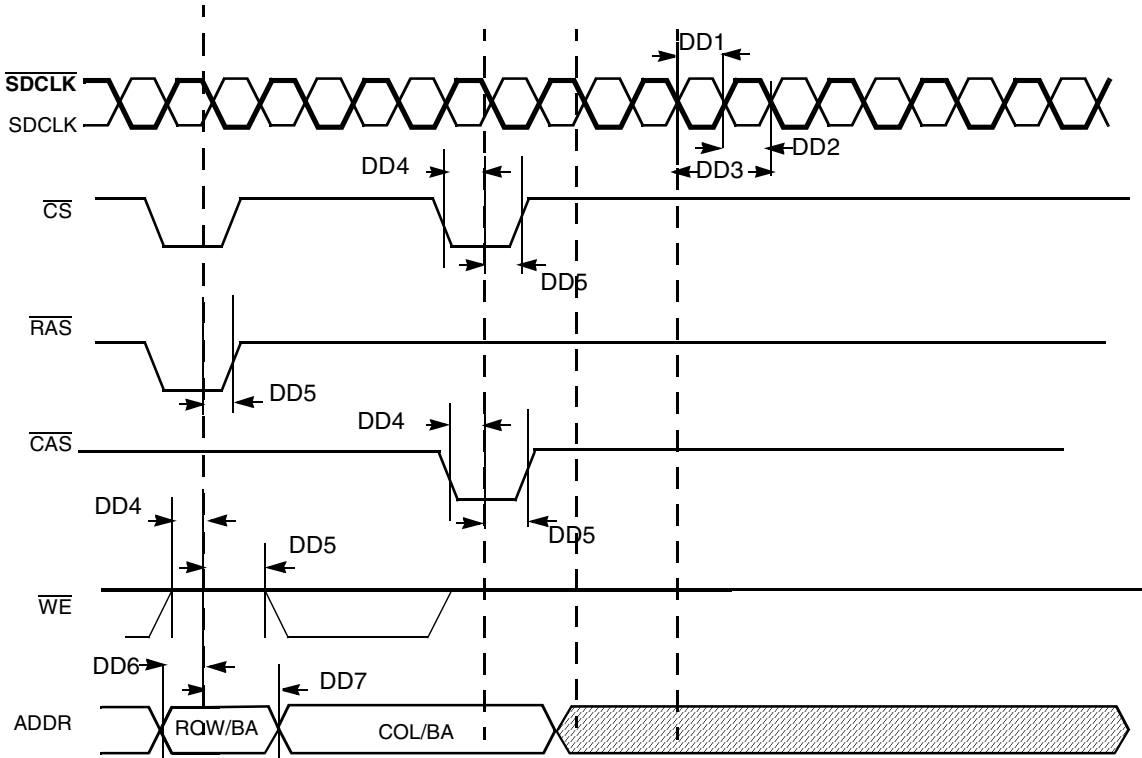 DD1
SDCLK
SDCLK
DD2
DD4
DD3
CS
DD5
RAS
DD5
DD4
CAS
DD4
DD5
DD5
WE
DD6
DD7
ADDR
ROW/BA
COL/BA